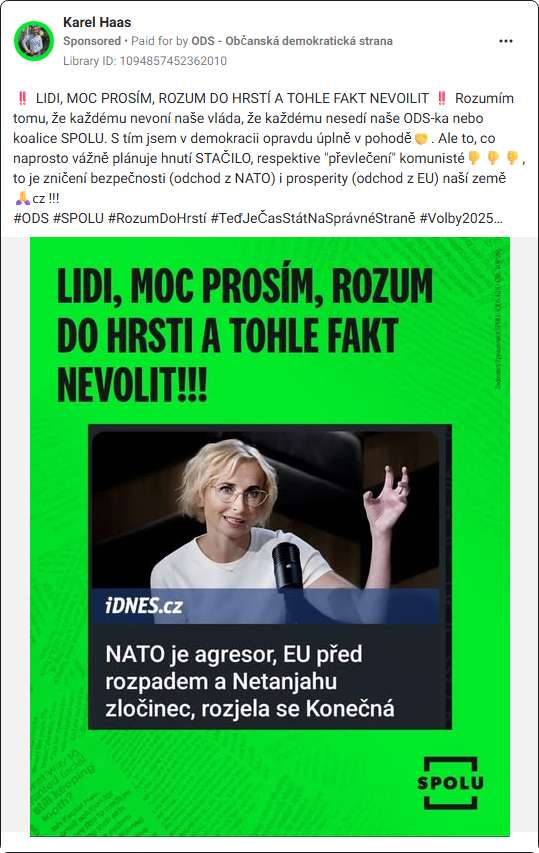 Karel Haas
Sponsored • Paid for by ODS - Občanská demokratická strana
Library ID: 1094857452362010
‼️ LIDI, MOC PROSÍM, ROZUM DO HRSTÍ A TOHLE FAKT NEVOILIT ‼️ Rozumím
tomu, že každému nevoní naše vláda, že každému nesedí naše ODS-ka nebo
koalice SPOLU. S tím jsem v demokracii opravdu úplně v pohodě👏. Ale to, co
naprosto vážně plánuje hnutí STAČILO, respektive "převlečení" komunisté👎👎👎,
to je zničení bezpečnosti (odchod z NATO) i prosperity (odchod z EU) naší země
🙏cz !!!
#ODS #SPOLU #RozumDoHrstí #TeďJeČasStátNaSprávnéStraně #Volby2025...
LIDI, MOC PROSÍM, ROZUM
DO HRSTI A TOHLE FAKT
NEVOLIT!!!
iDNES.cz
NATO je agresor, EU před
rozpadem a Netanjahu
zločinec, rozjela se Konečná
SPOLU